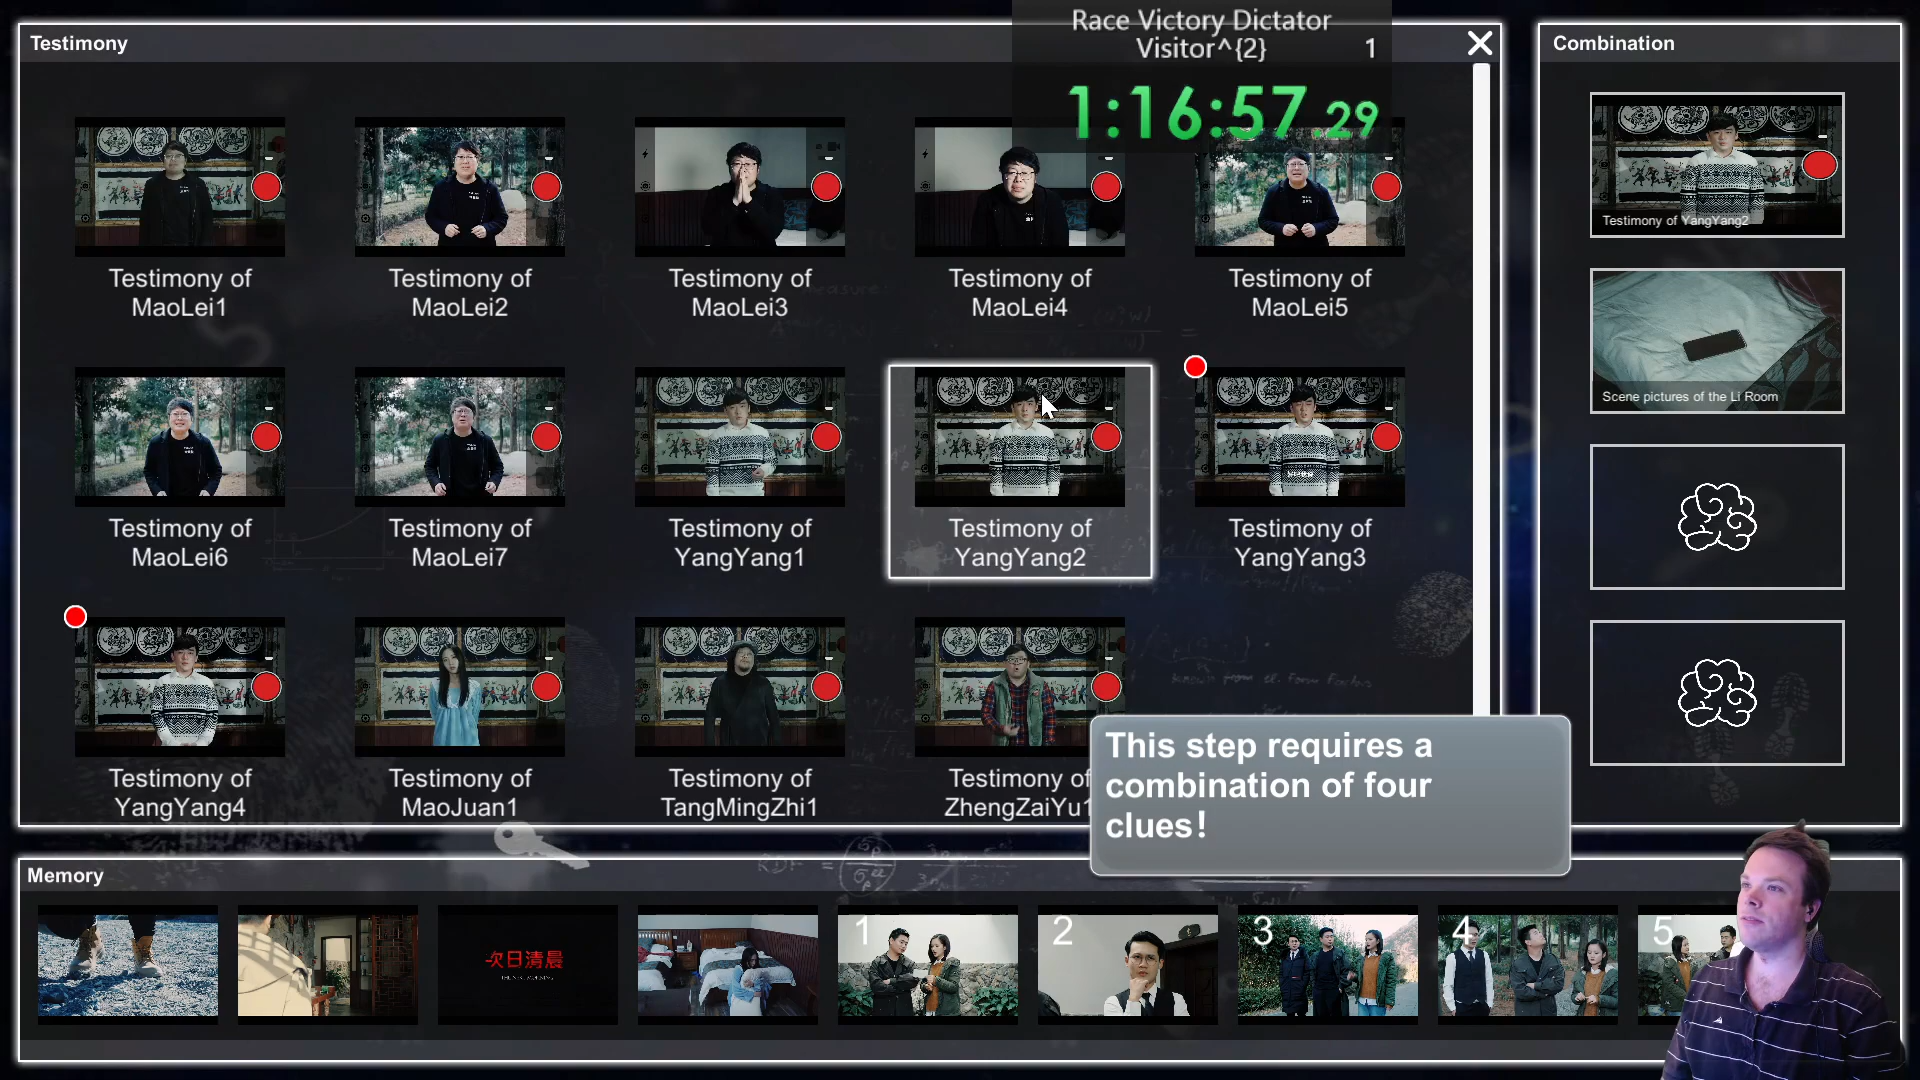 Race Victory Dictator
Visitor^{2} 1
1:16:57.29
Testimony
Combination
Testimony of
MaoLei1
Testimony of
MaoLei2
Testimony of
MaoLei3
Testimony of
MaoLei4
Testimony of
MaoLei5
Testimony of
MaoLei6
Testimony of
MaoLei7
Testimony of
YangYang1
Testimony of
YangYang2
Testimony of
YangYang3
Testimony of
YangYang4
Testimony of
MaoJuan1
Testimony of
TangMingZhi1
Testimony of
ZhengZaiYu1
Testimony of YangYang2
Scene pictures of the Li Room
This step requires a
combination of four
clues!
Memory
次日清晨
1
2
3
4
5